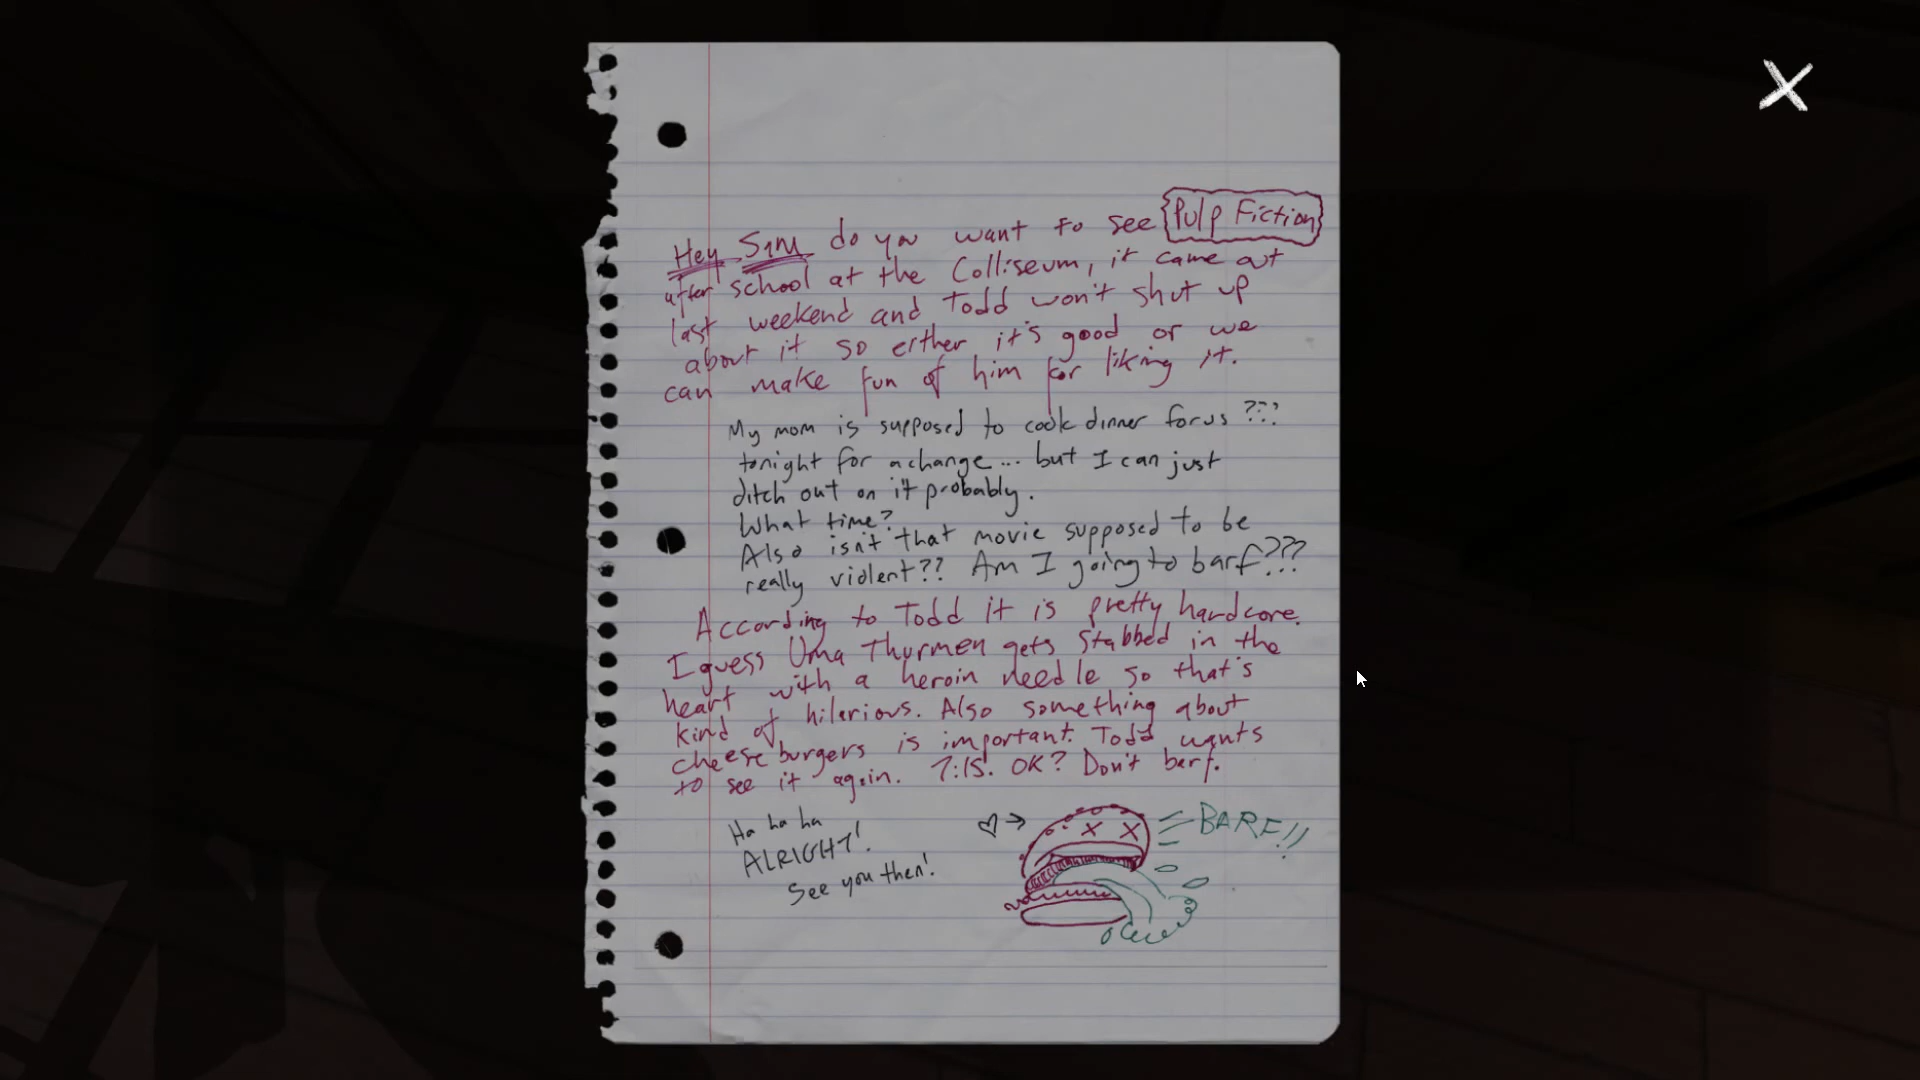 Hey SAM do you want to see Pulp Fiction
after school at the Colliseum, it came out
last weekend and Todd won't shut up
about it so either it's good or we
can make fun of him for liking it.
My mom is supposed to cook dinner for us ???
tonight for a change... but I can just
ditch out on it probably.
What time?
Also isn't that movie supposed to be
really violent?? Am I going to barf???
According to Todd it is pretty hardcore.
I guess Uma Thurmen gets stabbed in the
heart with a heroin needle so that's
kind of hilarious. Also something about
cheeseburgers is important. Todd wants
to see it again. 7:15. OK? Don't barf.
Ha ha ha
ALRIGHT!
See you then!
BARF!!